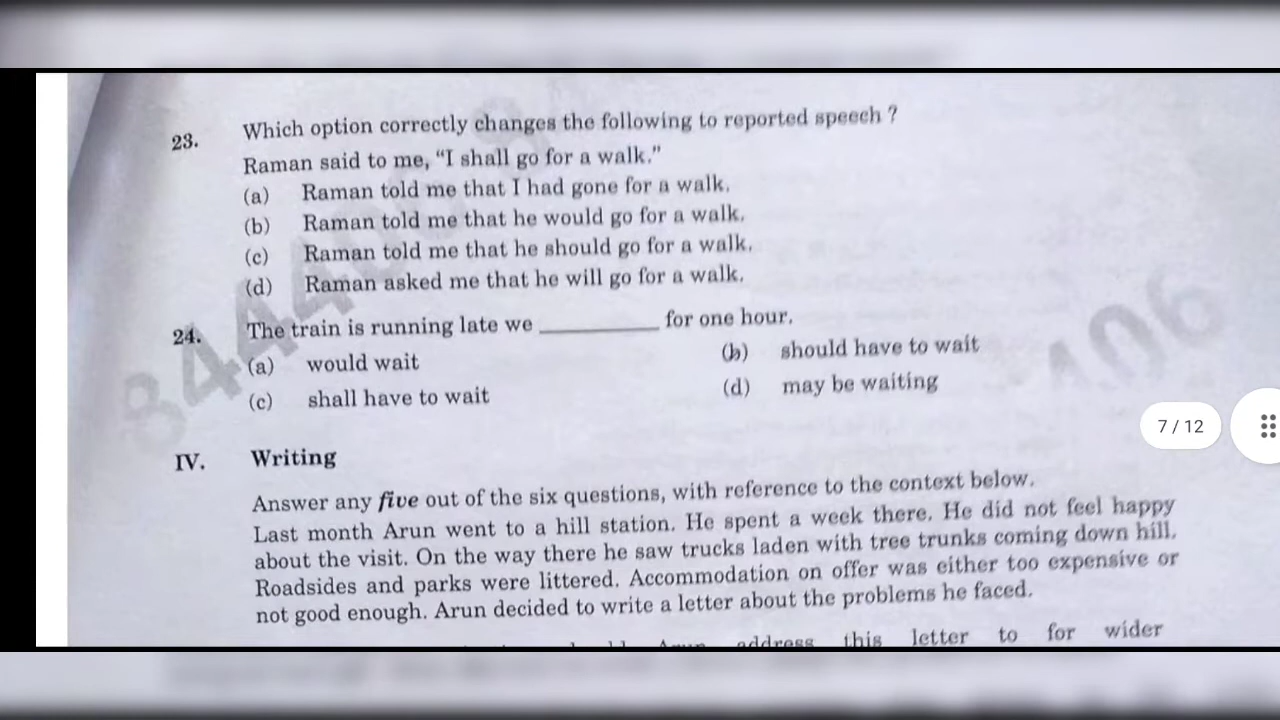 23. Which option correctly changes the following to reported speech ?
Raman said to me, “I shall go for a walk.”
(a) Raman told me that I had gone for a walk.
(b) Raman told me that he would go for a walk.
(c) Raman told me that he should go for a walk.
(d) Raman asked me that he will go for a walk.
24. The train is running late we __________ for one hour.
(a) would wait (b) should have to wait
(c) shall have to wait (d) may be waiting
7 / 12
IV. Writing
Answer any five out of the six questions, with reference to the context below.
Last month Arun went to a hill station. He spent a week there. He did not feel happy
about the visit. On the way there he saw trucks laden with tree trunks coming down hill.
Roadsides and parks were littered. Accommodation on offer was either too expensive or
not good enough. Arun decided to write a letter about the problems he faced.
Arun address this letter to for wider